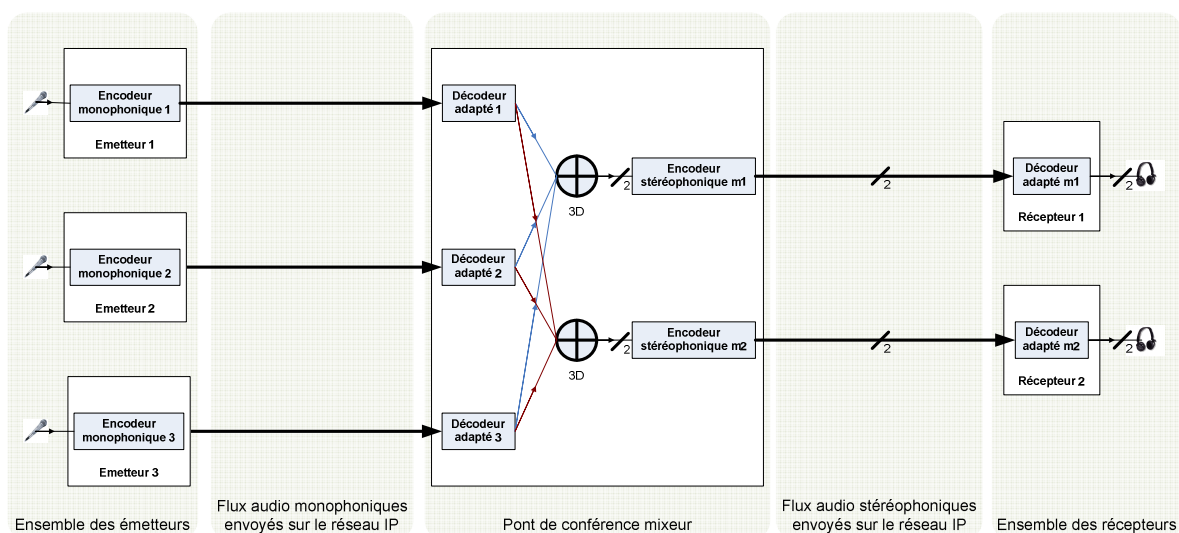 Encodeur
monophonique 1
Emetteur 1
Encodeur
monophonique 2
Emetteur 2
Encodeur
monophonique 3
Emetteur 3
Ensemble des émetteurs
Flux audio monophoniques
envoyés sur le réseau IP
Décodeur
adapté 1
Décodeur
adapté 2
Décodeur
adapté 3
3D
2
Encodeur
stéréophonique m1
3D
2
Encodeur
stéréophonique m2
Pont de conférence mixeur
2
2
Flux audio stéréophoniques
envoyés sur le réseau IP
Décodeur
adapté m1
2
Récepteur 1
Décodeur
adapté m2
2
Récepteur 2
Ensemble des récepteurs